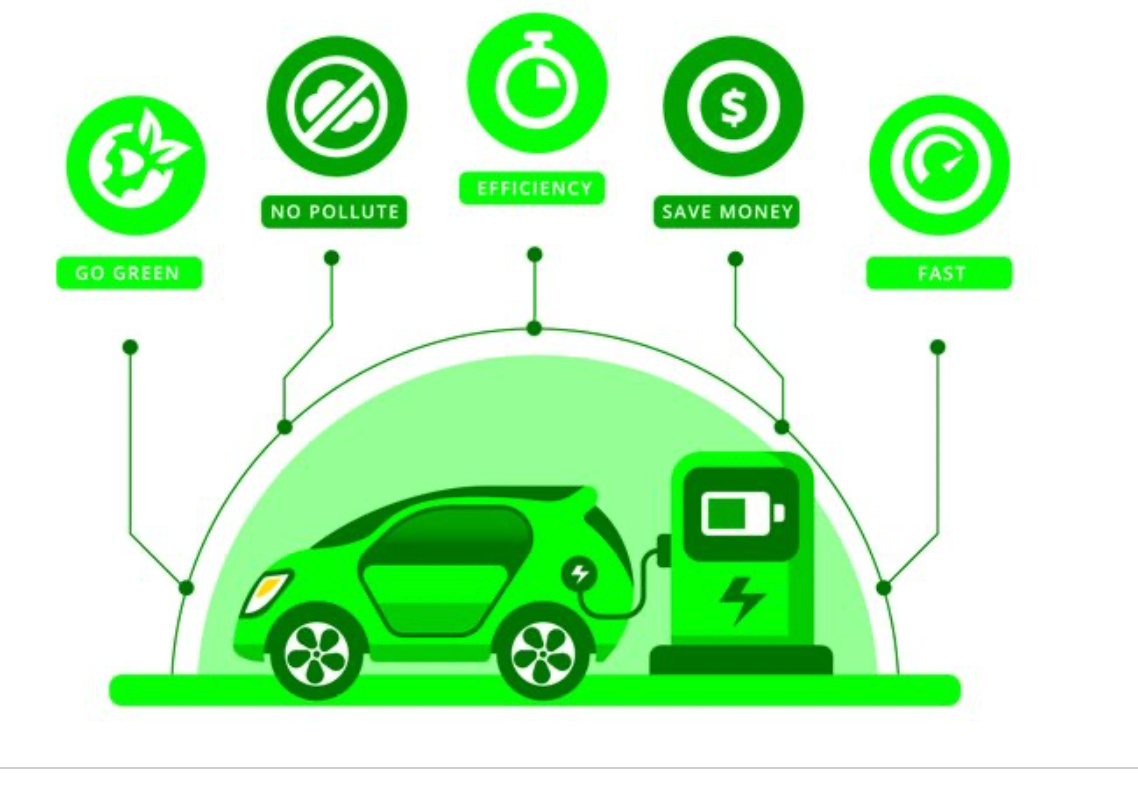 GO GREEN
NO POLLUTE
EFFICIENCY
SAVE MONEY
$
FAST